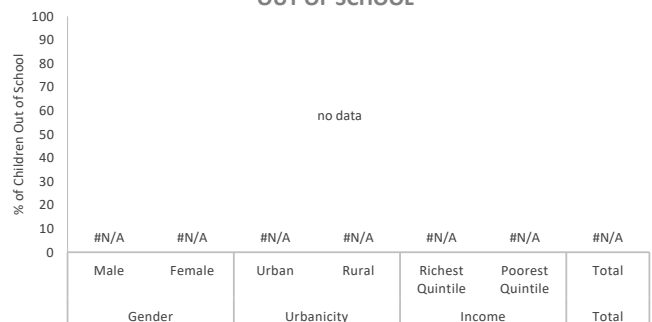 OUT OF SCHOOL
100
90
80
70
60
50
40
30
20
10
0
% of Children Out of School
no data
#N/A #N/A #N/A #N/A #N/A #N/A #N/A
Male Female Urban Rural Richest Quintile Poorest Quintile Total
Gender Urbanicity Income Total